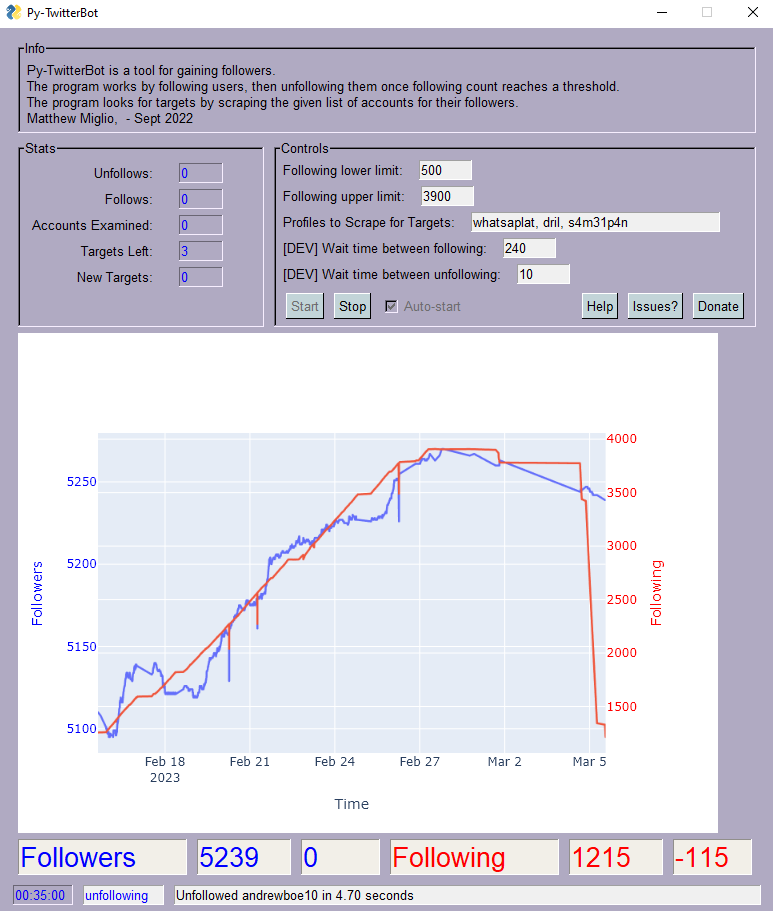 Py-TwitterBot
Info
Py-TwitterBot is a tool for gaining followers.
The program works by following users, then unfollowing them once following count reaches a threshold.
The program looks for targets by scraping the given list of accounts for their followers.
Matthew Miglio,  - Sept 2022
Stats
Unfollows: 0
Follows: 0
Accounts Examined: 0
Targets Left: 3
New Targets: 0
Controls
Following lower limit: 500
Following upper limit: 3900
Profiles to Scrape for Targets: whatsaplat, dril, s4m31p4n
[DEV] Wait time between following: 240
[DEV] Wait time between unfollowing: 10
Start Stop Auto-start Help Issues? Donate
5250
5200
5150
5100
Followers
4000
3500
3000
2500
2000
1500
Following
Feb 18 Feb 21 Feb 24 Feb 27 Mar 2 Mar 5
2023
Time
Followers 5239 0 Following 1215 -115
00:35:00 unfollowing Unfollowed andrewboe10 in 4.70 seconds